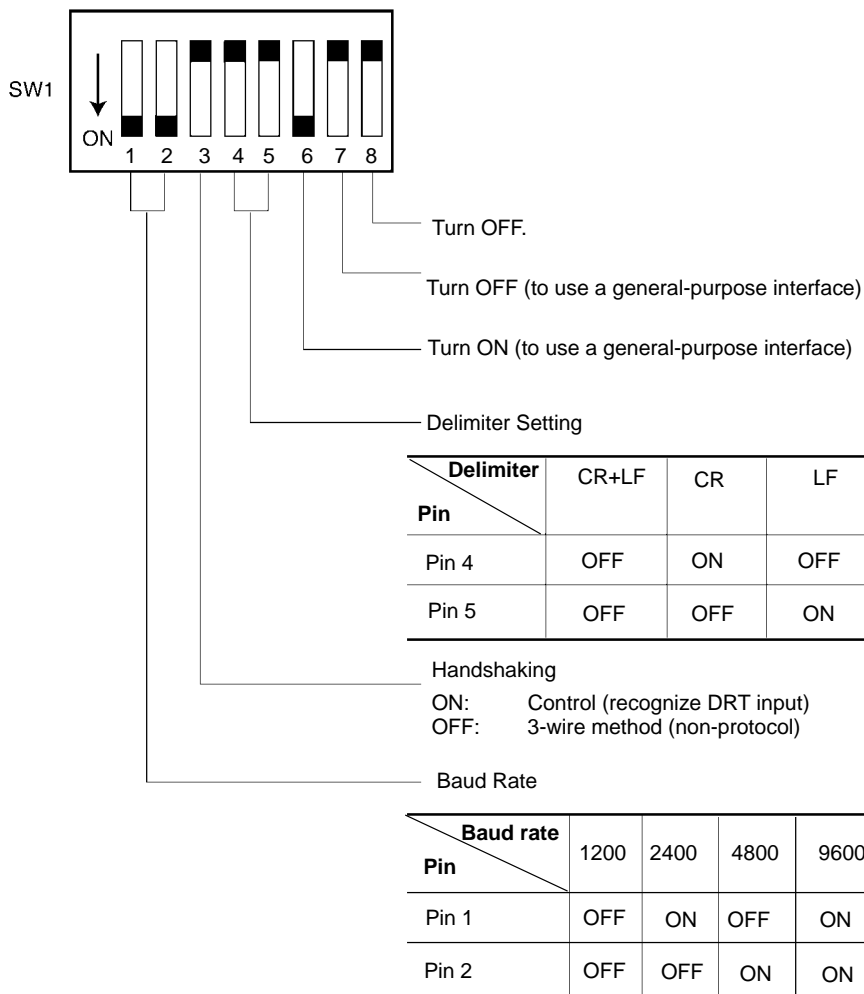 SW1
ON
1 2 3 4 5 6 7 8
Turn OFF.
Turn OFF (to use a general-purpose interface)
Turn ON (to use a general-purpose interface)
Delimiter Setting
Delimiter CR+LF CR LF
Pin
Pin 4 OFF ON OFF
Pin 5 OFF OFF ON
Handshaking
ON: Control (recognize DRT input)
OFF: 3-wire method (non-protocol)
Baud Rate
Baud rate 1200 2400 4800 9600
Pin
Pin 1 OFF ON OFF ON
Pin 2 OFF OFF ON ON